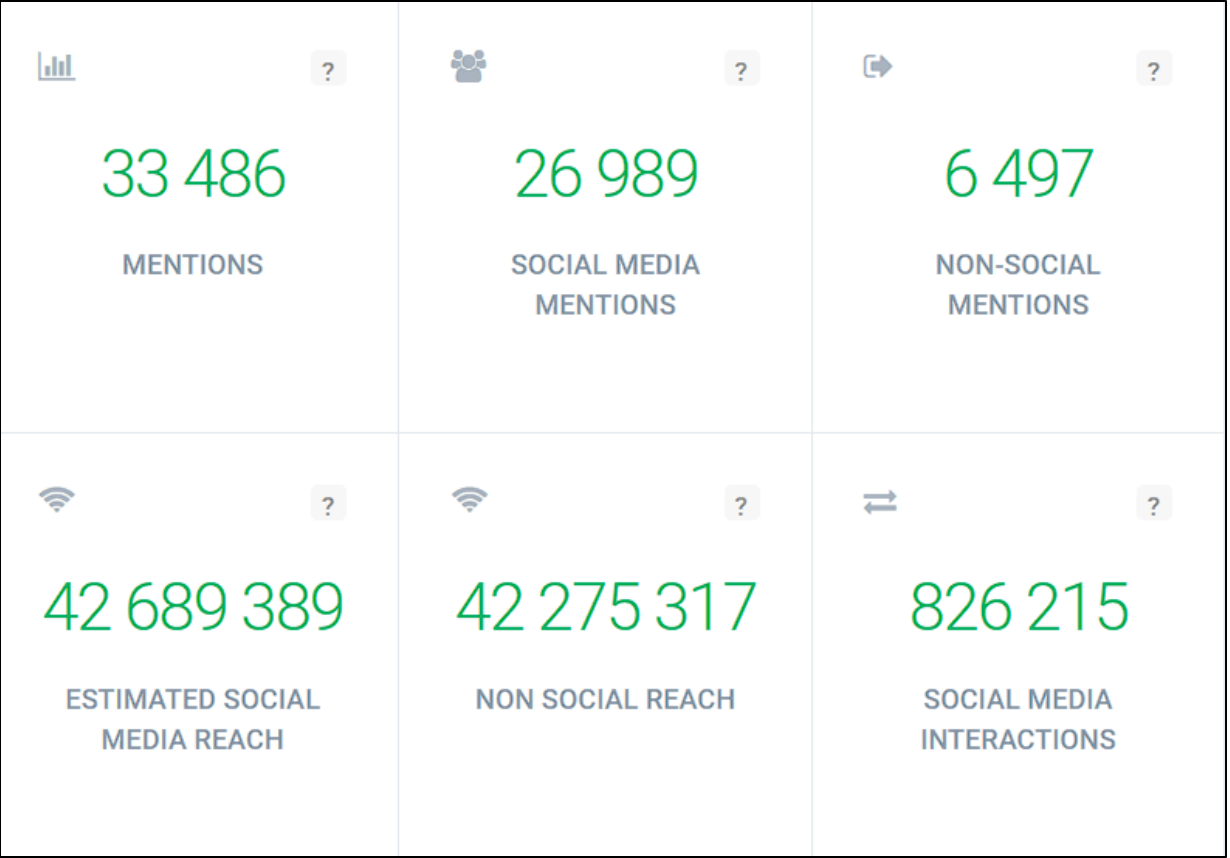 ?
?
?
33 486
26 989
6 497
MENTIONS
SOCIAL MEDIA
MENTIONS
NON-SOCIAL
MENTIONS
?
?
?
42 689 389
42 275 317
826 215
ESTIMATED SOCIAL
MEDIA REACH
NON SOCIAL REACH
SOCIAL MEDIA
INTERACTIONS